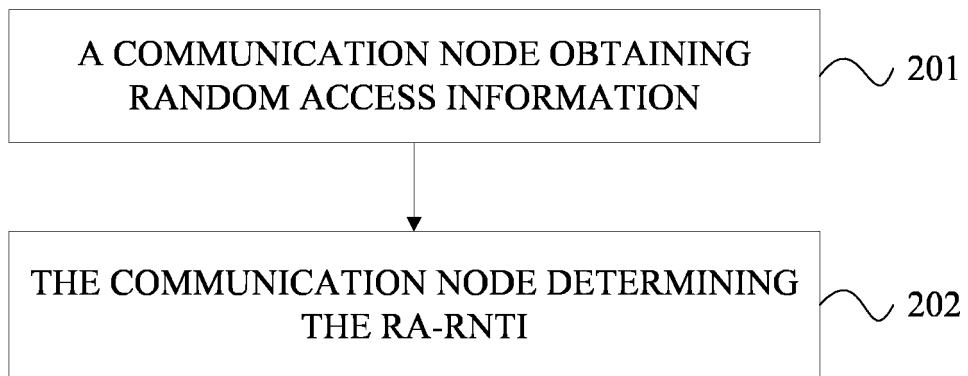 A COMMUNICATION NODE OBTAINING
RANDOM ACCESS INFORMATION
201
THE COMMUNICATION NODE DETERMINING
THE RA-RNTI
202